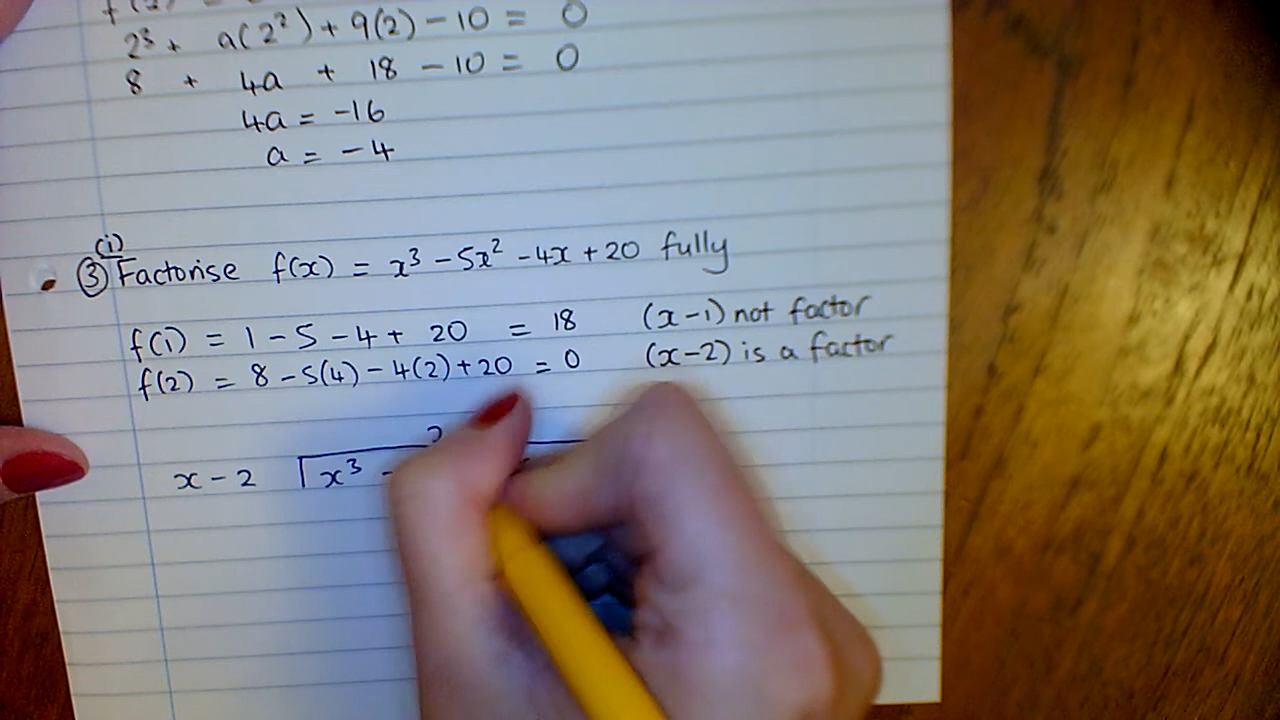 2³ + a(2²) + 9(2) - 10 = 0
8 + 4a + 18 - 10 = 0
4a = -16
a = -4
(i)
③ Factorise f(x) = x³ - 5x² - 4x + 20 fully
f(1) = 1 - 5 - 4 + 20 = 18 (x-1) not factor
f(2) = 8 - 5(4) - 4(2) + 20 = 0 (x-2) is a factor
x - 2 x³ -